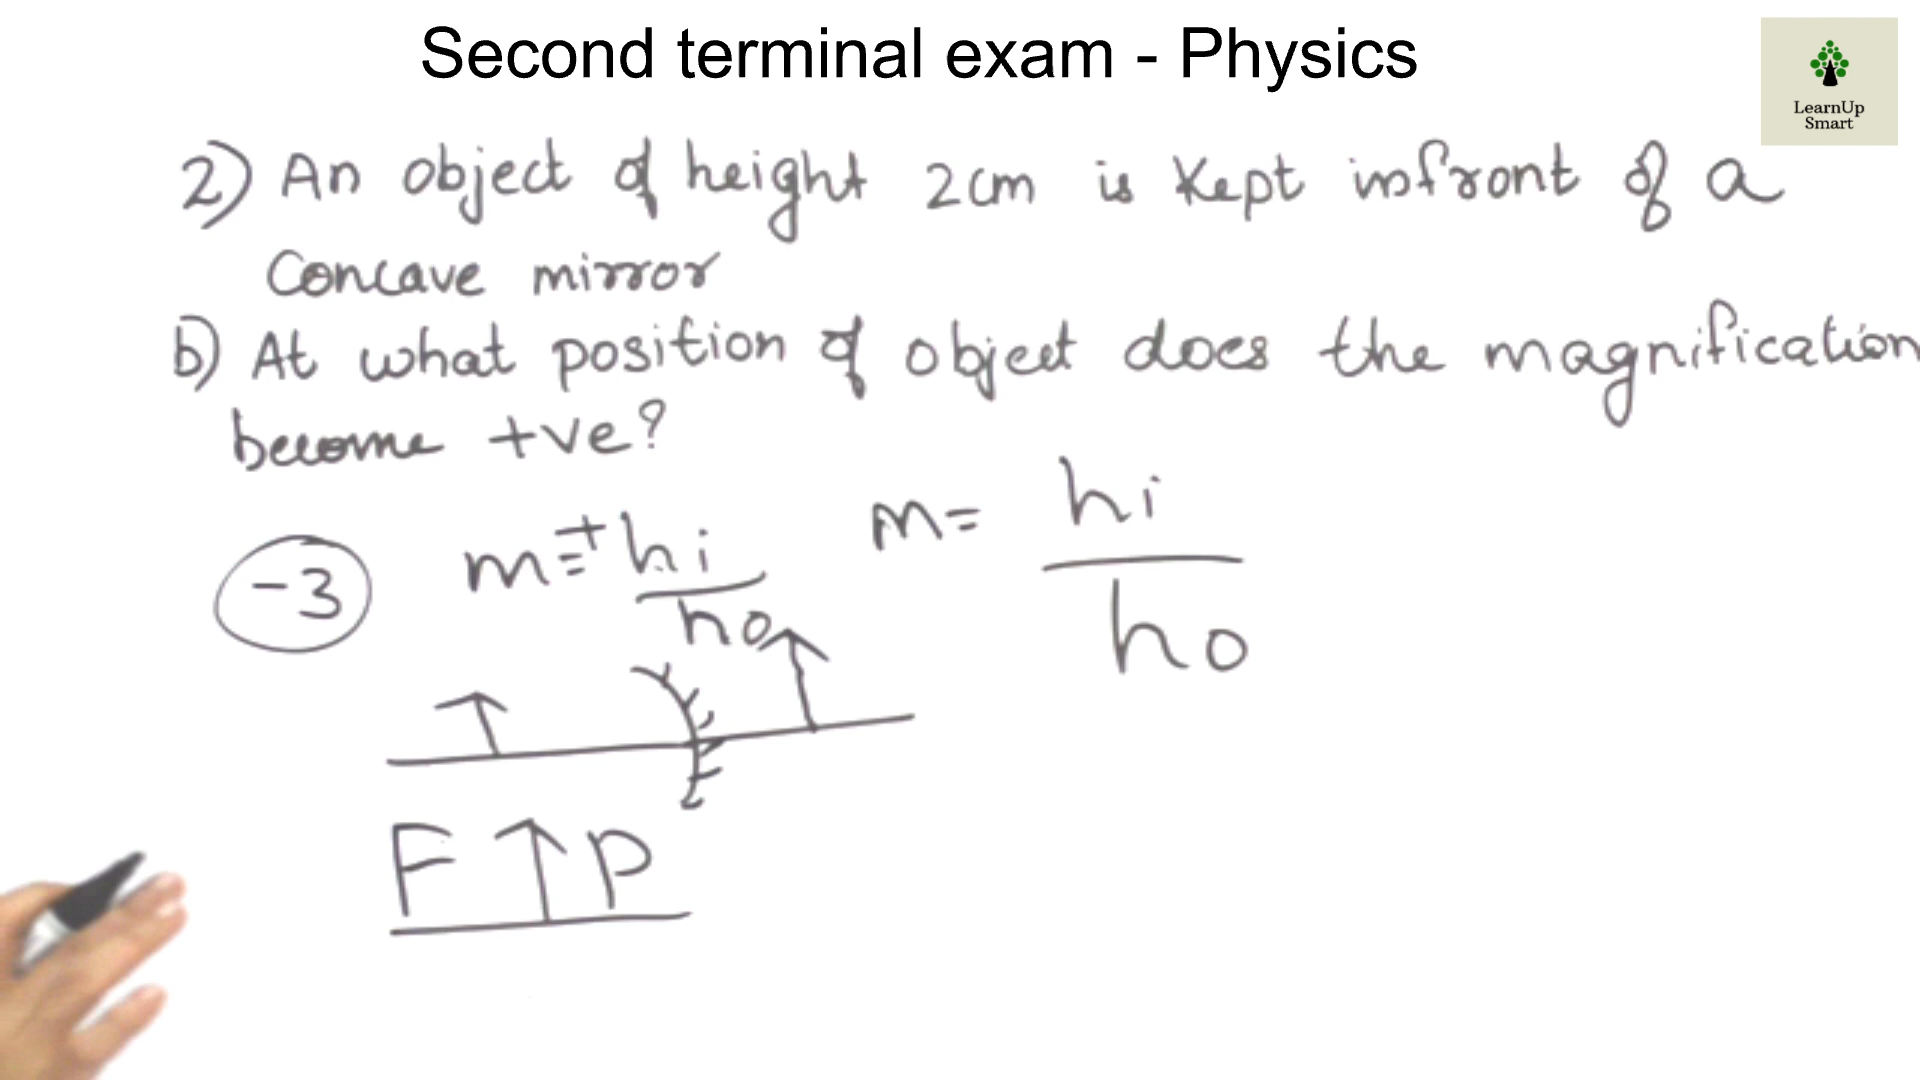 Second terminal exam - Physics
LearnUp
Smart
2) An object of height 2cm is kept infront of a
Concave mirror
b) At what position of object does the magnification
become +ve?
-3
m=+hi
ho
m= hi
ho
F P